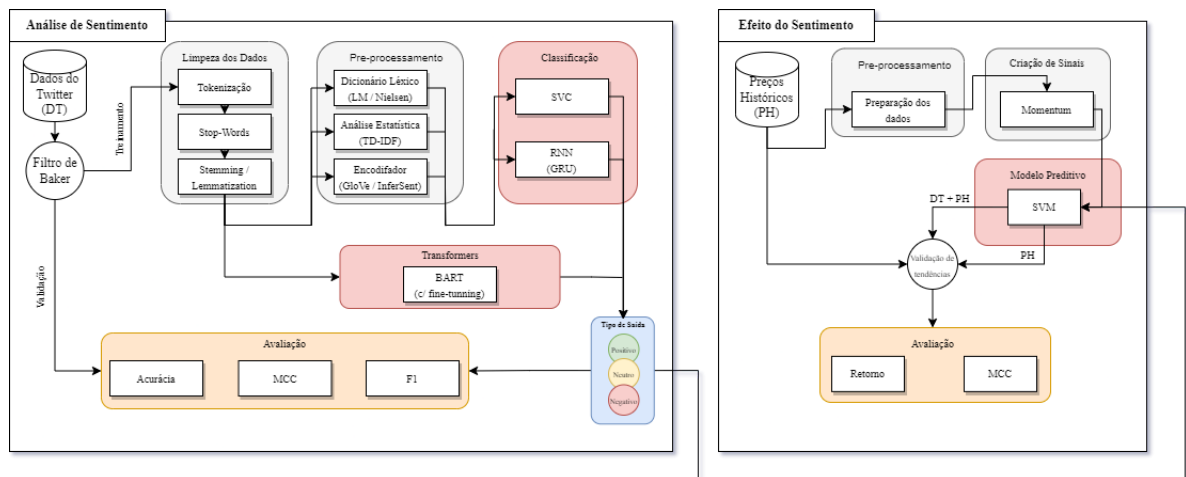 Análise de Sentimento
Dados do
Twitter
(DT)
Filtro de
Baker
Treinamento
Validação
Limpeza dos Dados
Tokenização
Stop-Words
Stemming /
Lemmatization
Pre-processamento
Dicionário Léxico
(LM / Nielsen)
Análise Estatística
(TD-IDF)
Encodifador
(GloVe / InferSent)
Classificação
SVC
RNN
(GRU)
Transformers
BART
(c/ fine-tunning)
Tipo de Saída
Positivo
Neutro
Negativo
Avaliação
Acurácia
MCC
F1
Efeito do Sentimento
Preços
Históricos
(PH)
Pre-processamento
Preparação dos
dados
Criação de Sinais
Momentum
Modelo Preditivo
SVM
DT + PH
PH
Validação de
tendências
Avaliação
Retorno
MCC